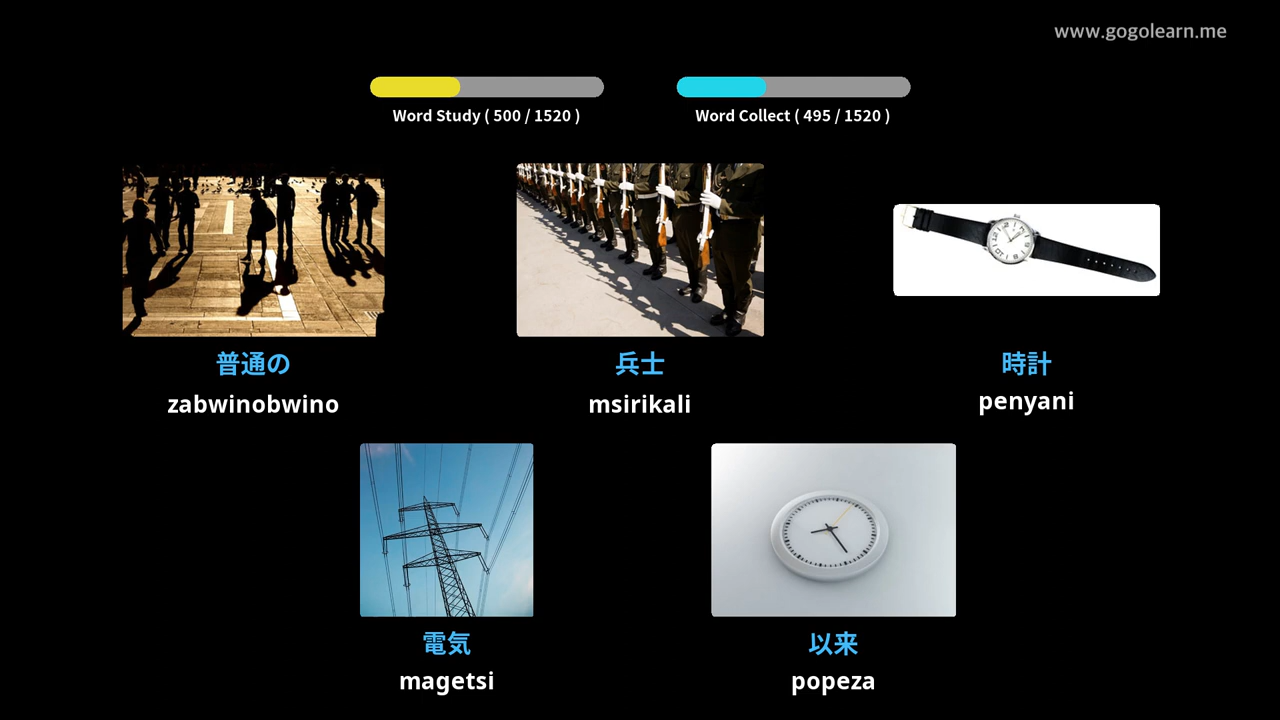 www.gogolearn.me
Word Study ( 500 / 1520 )
Word Collect ( 495 / 1520 )
普通の
zabwinobwino
兵士
msirikali
時計
penyani
電気
magetsi
以来
popeza